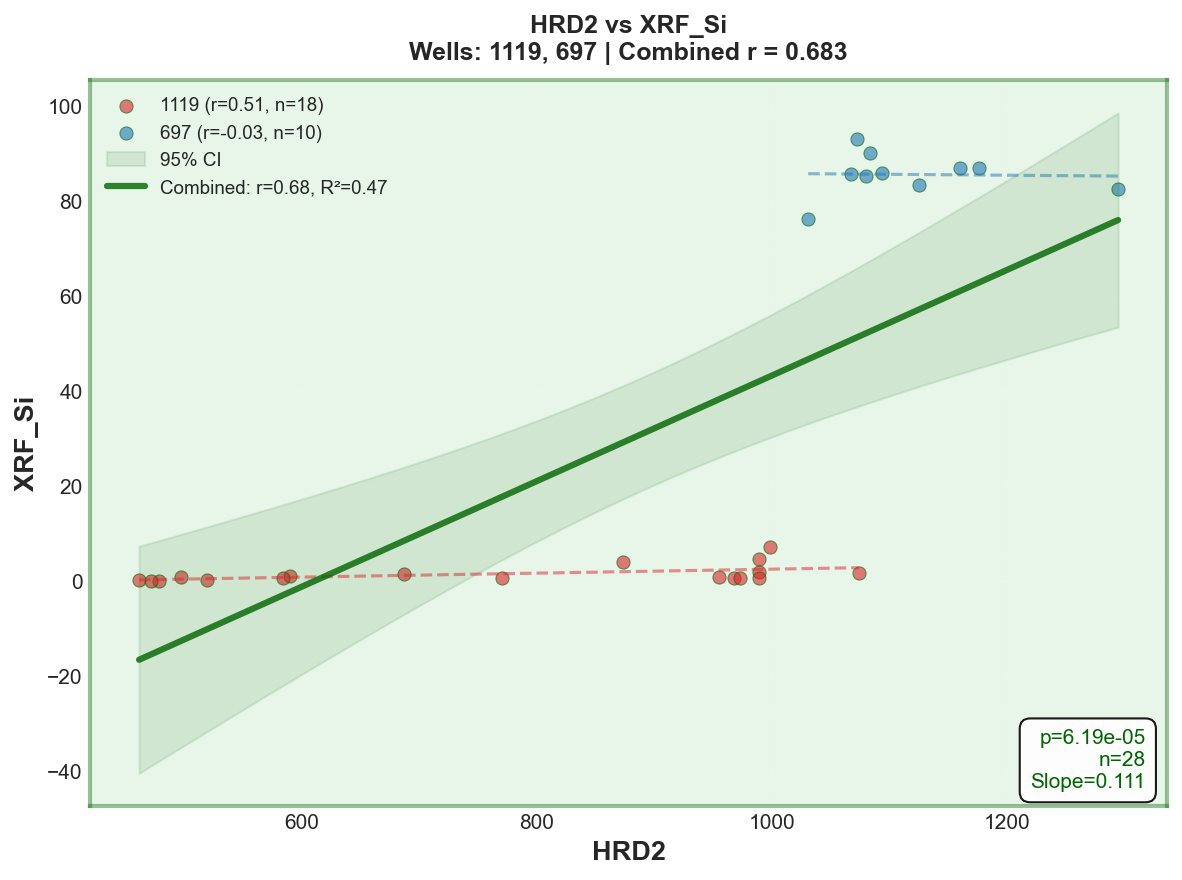 HRD2 vs XRF_Si
Wells: 1119, 697 | Combined r = 0.683
1119 (r=0.51, n=18)
697 (r=-0.03, n=10)
95% CI
Combined: r=0.68, R²=0.47
100
80
60
40
20
0
−20
−40
XRF_Si
p=6.19e-05
n=28
Slope=0.111
600
800
1000
1200
HRD2